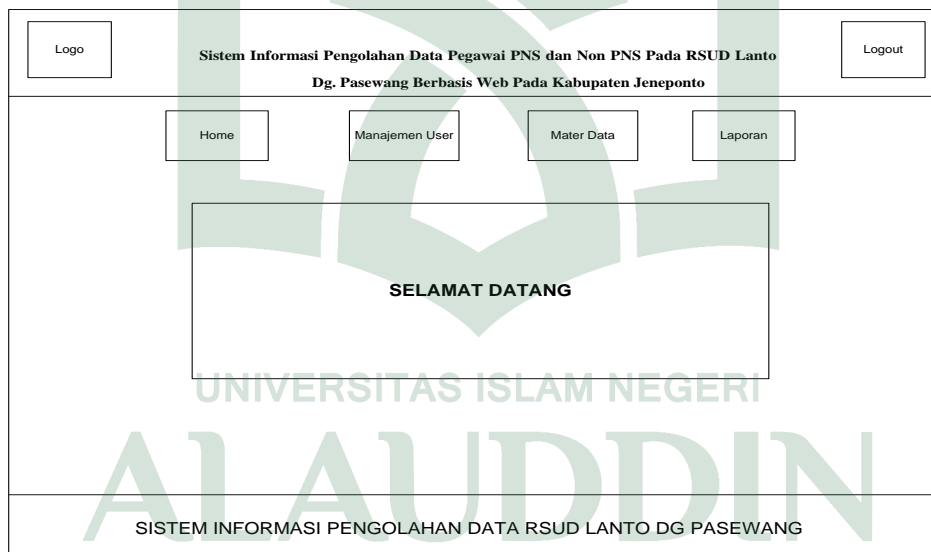 Logo
Sistem Informasi Pengolahan Data Pegawai PNS dan Non PNS Pada RSUD Lanto
Dg. Pasewang Berbasis Web Pada Kabupaten Jeneponto
Logout
Home
Manajemen User
Mater Data
Laporan
SELAMAT DATANG
UNIVERSITAS ISLAM NEGERI
ALAUDDIN
SISTEM INFORMASI PENGOLAHAN DATA RSUD LANTO DG PASEWANG